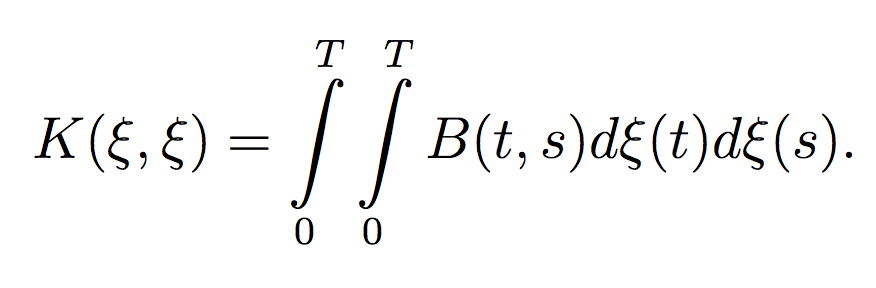 K(ξ, ξ) = ∫₀ᵀ ∫₀ᵀ B(t, s)dξ(t)dξ(s).